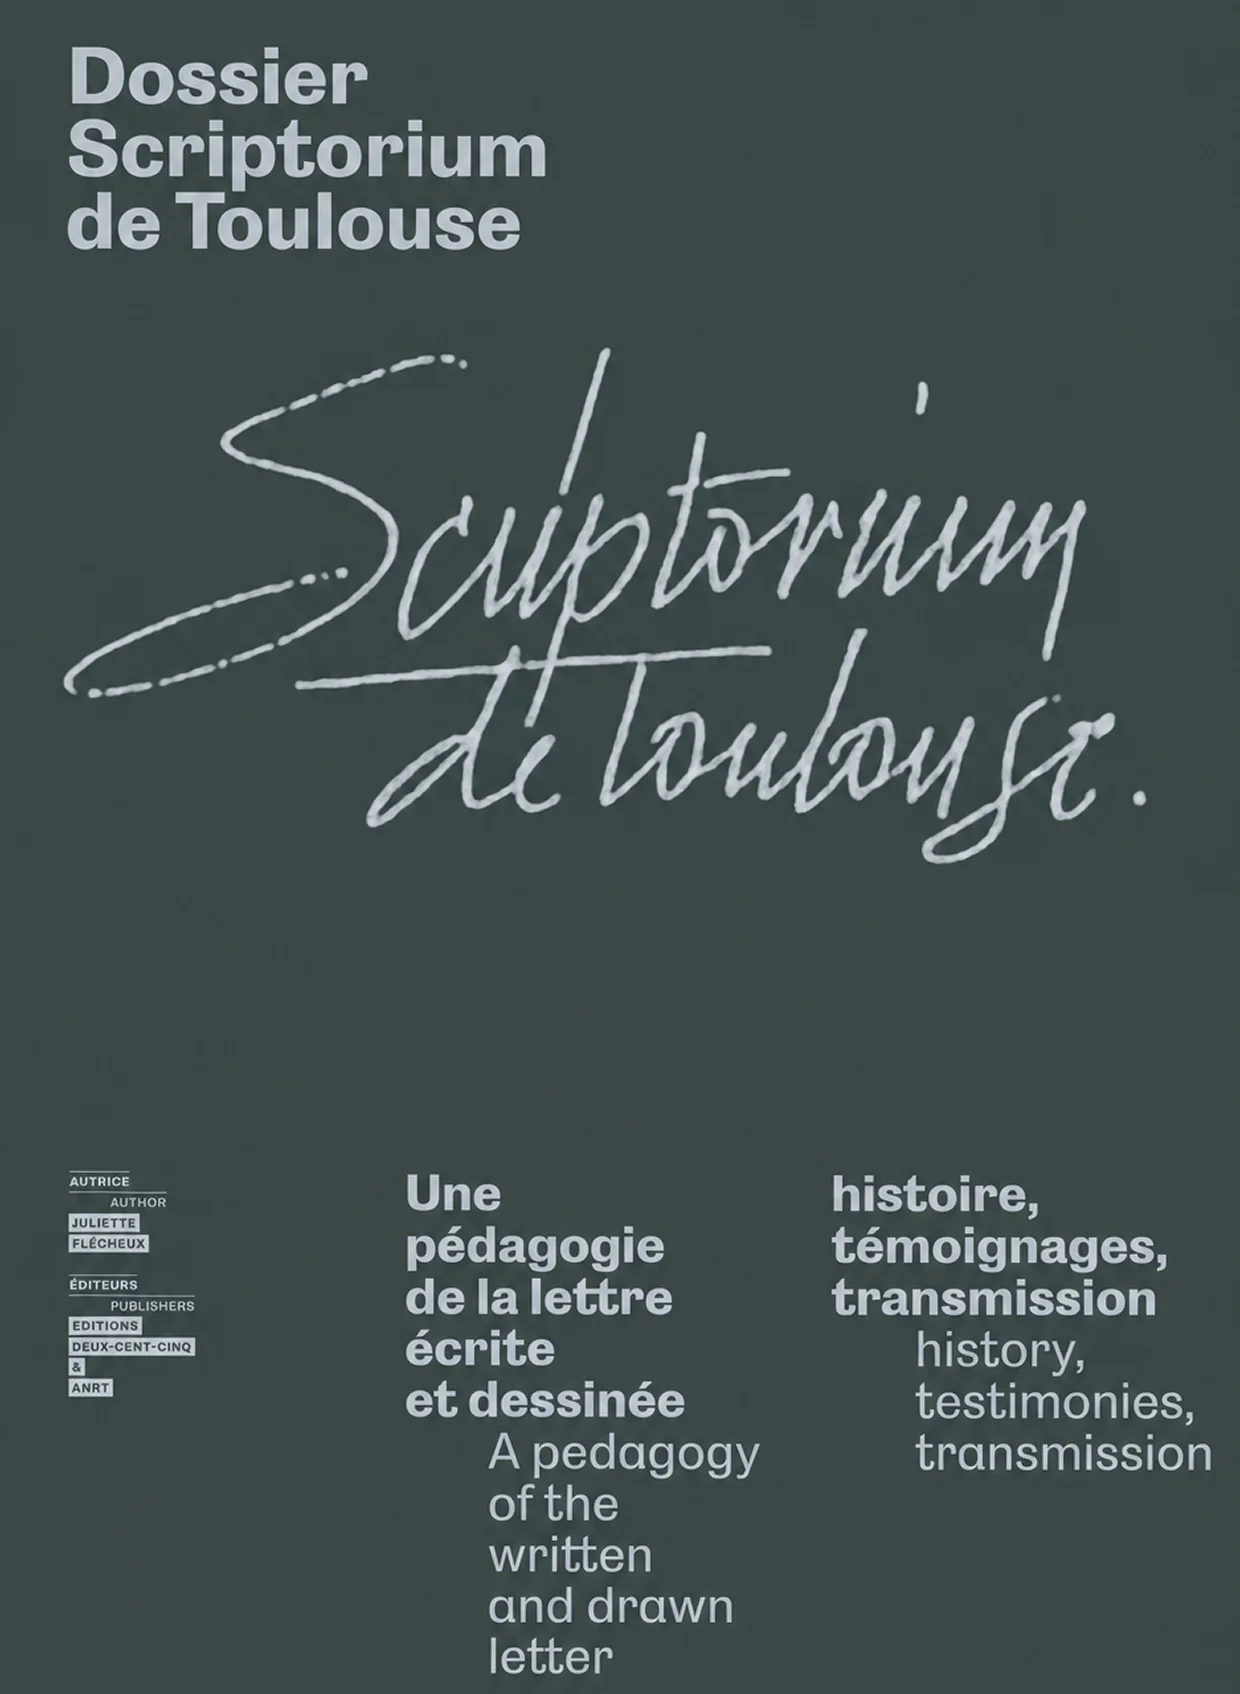 Dossier
Scriptorium
de Toulouse
Scriptorium
de Toulouse.
AUTRICE
AUTHOR
JULIETTE
FLÉCHEUX
ÉDITEURS
PUBLISHERS
EDITIONS
DEUX-CENT-CINQ
&
ANRT
Une
pédagogie
de la lettre
écrite
et dessinée
A pedagogy
of the
written
and drawn
letter
histoire,
témoignages,
transmission
history,
testimonies,
transmission